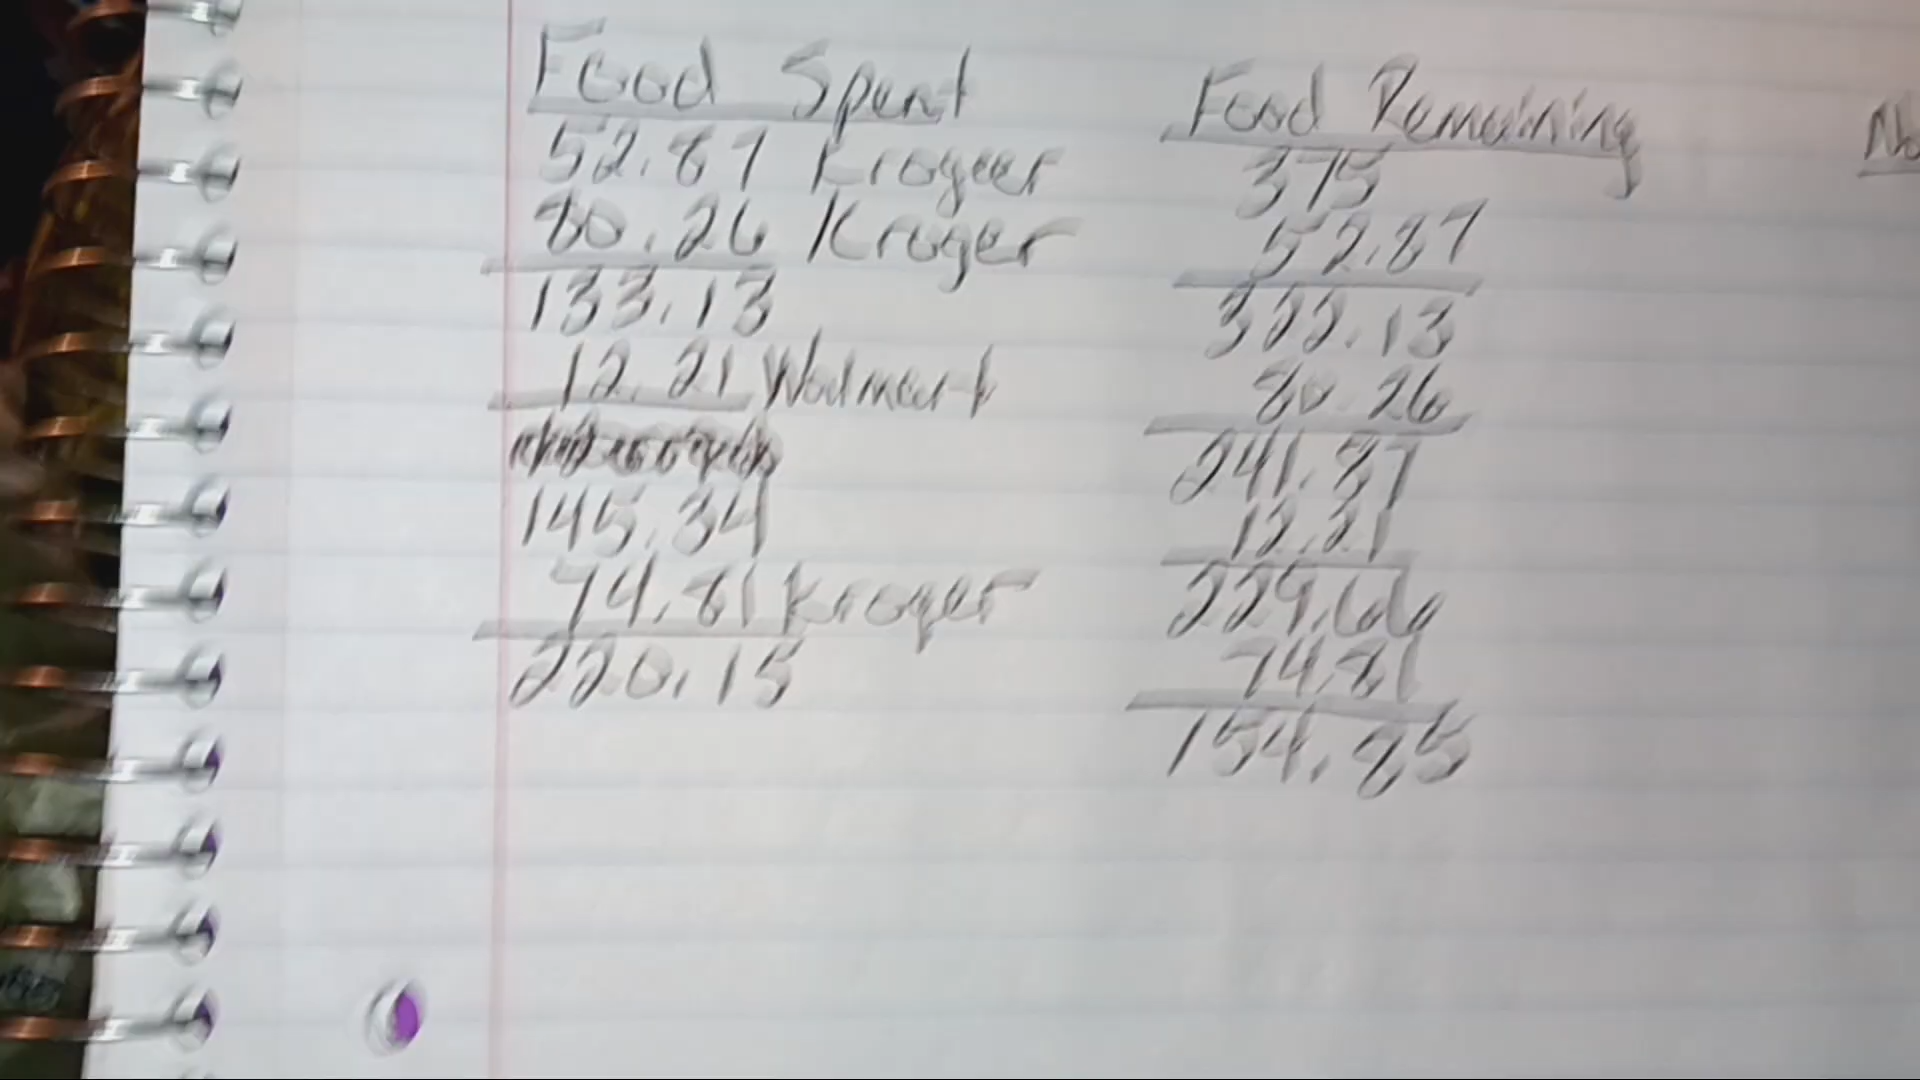 Food Spent
52.87 Krogeer
80.26 Kroger
133.13
12.21 Walmart
145.34
74.81 Kroger
220.15
Food Remaining
375
52.87
322.13
80.26
241.87
12.21
229.66
74.81
154.85